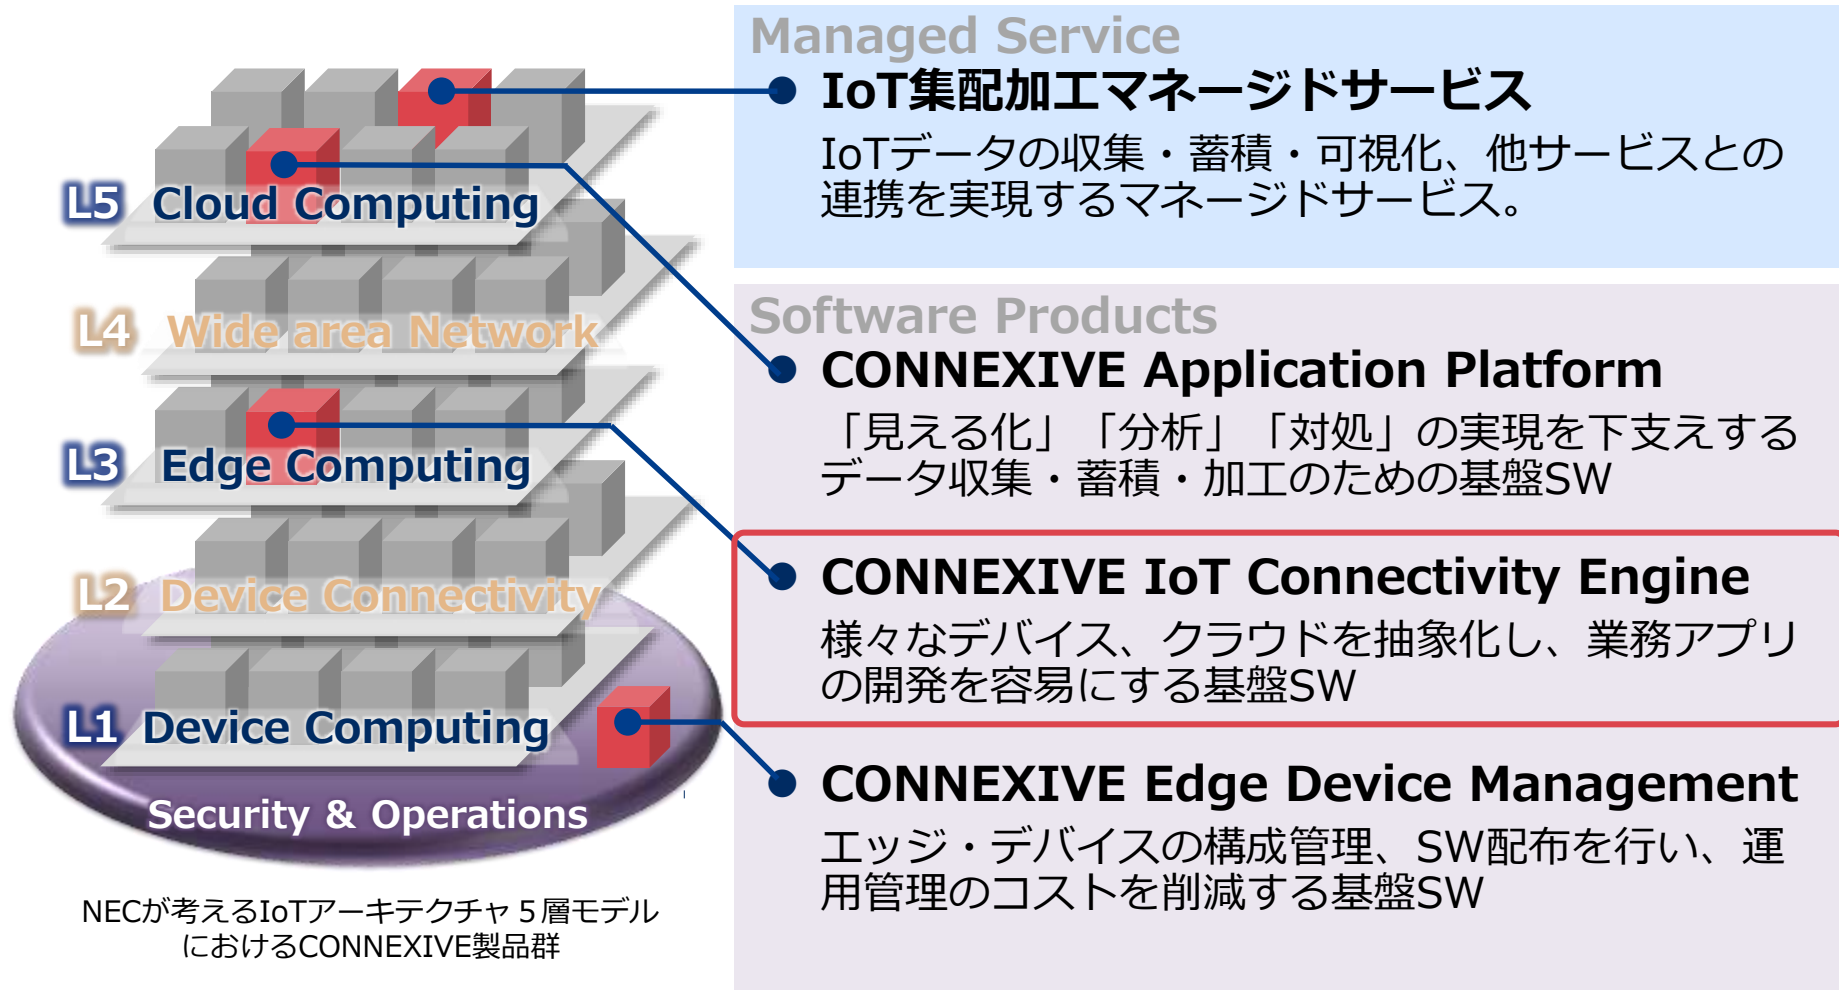 L5 Cloud Computing
L4 Wide area Network
L3 Edge Computing
L2 Device Connectivity
L1 Device Computing
Security & Operations
NECが考えるIoTアーキテクチャ５層モデル
におけるCONNEXIVE製品群
Managed Service
IoT集配加工マネージドサービス
IoTデータの収集・蓄積・可視化、他サービスとの
連携を実現するマネージドサービス。
Software Products
CONNEXIVE Application Platform
「見える化」「分析」「対処」の実現を下支えする
データ収集・蓄積・加工のための基盤SW
CONNEXIVE IoT Connectivity Engine
様々なデバイス、クラウドを抽象化し、業務アプリ
の開発を容易にする基盤SW
CONNEXIVE Edge Device Management
エッジ・デバイスの構成管理、SW配布を行い、運
用管理のコストを削減する基盤SW